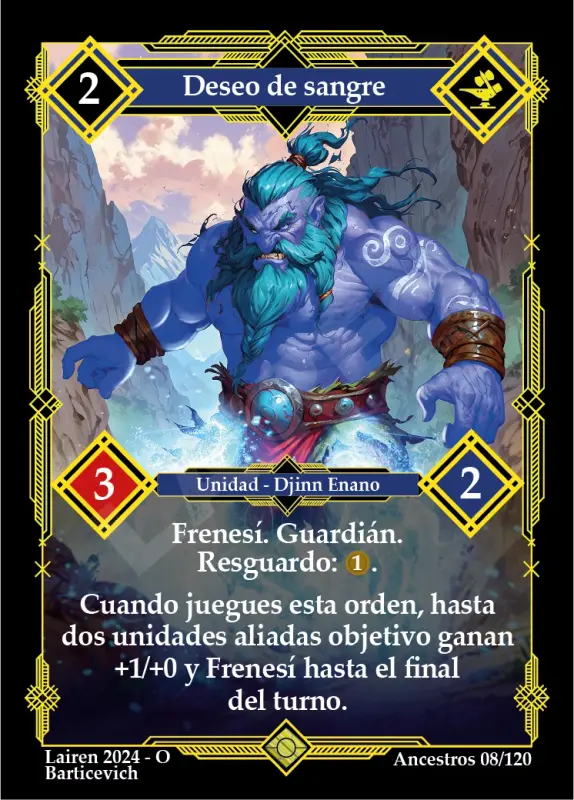 2
Deseo de sangre
3
Unidad - Djinn Enano
2
Frenesí. Guardián.
Resguardo: 1.
Cuando juegues esta orden, hasta
dos unidades aliadas objetivo ganan
+1/+0 y Frenesí hasta el final
del turno.
Lairen 2024 - O
Barticevich
Ancestros 08/120